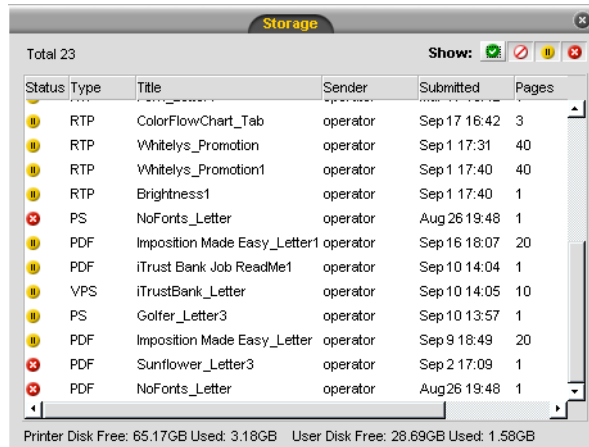 Storage
Total 23 Show:
Status Type Title Sender Submitted Pages
RTP ColorFlowChart_Tab operator Sep 17 16:42 3
RTP Whitelys_Promotion operator Sep 1 17:31 40
RTP Whitelys_Promotion1 operator Sep 1 17:40 40
RTP Brightness1 operator Sep 1 17:40 1
PS NoFonts_Letter operator Aug 26 19:48 1
PDF Imposition Made Easy_Letter1 operator Sep 16 18:07 20
PDF iTrust Bank Job ReadMe1 operator Sep 10 14:04 1
VPS iTrustBank_Letter operator Sep 10 14:05 10
PS Golfer_Letter3 operator Sep 10 13:57 1
PDF Imposition Made Easy_Letter operator Sep 9 18:49 20
PDF Sunflower_Letter3 operator Sep 2 17:09 1
PDF NoFonts_Letter operator Aug 26 19:48 1
Printer Disk Free: 65.17GB Used: 3.18GB User Disk Free: 28.69GB Used: 1.58GB